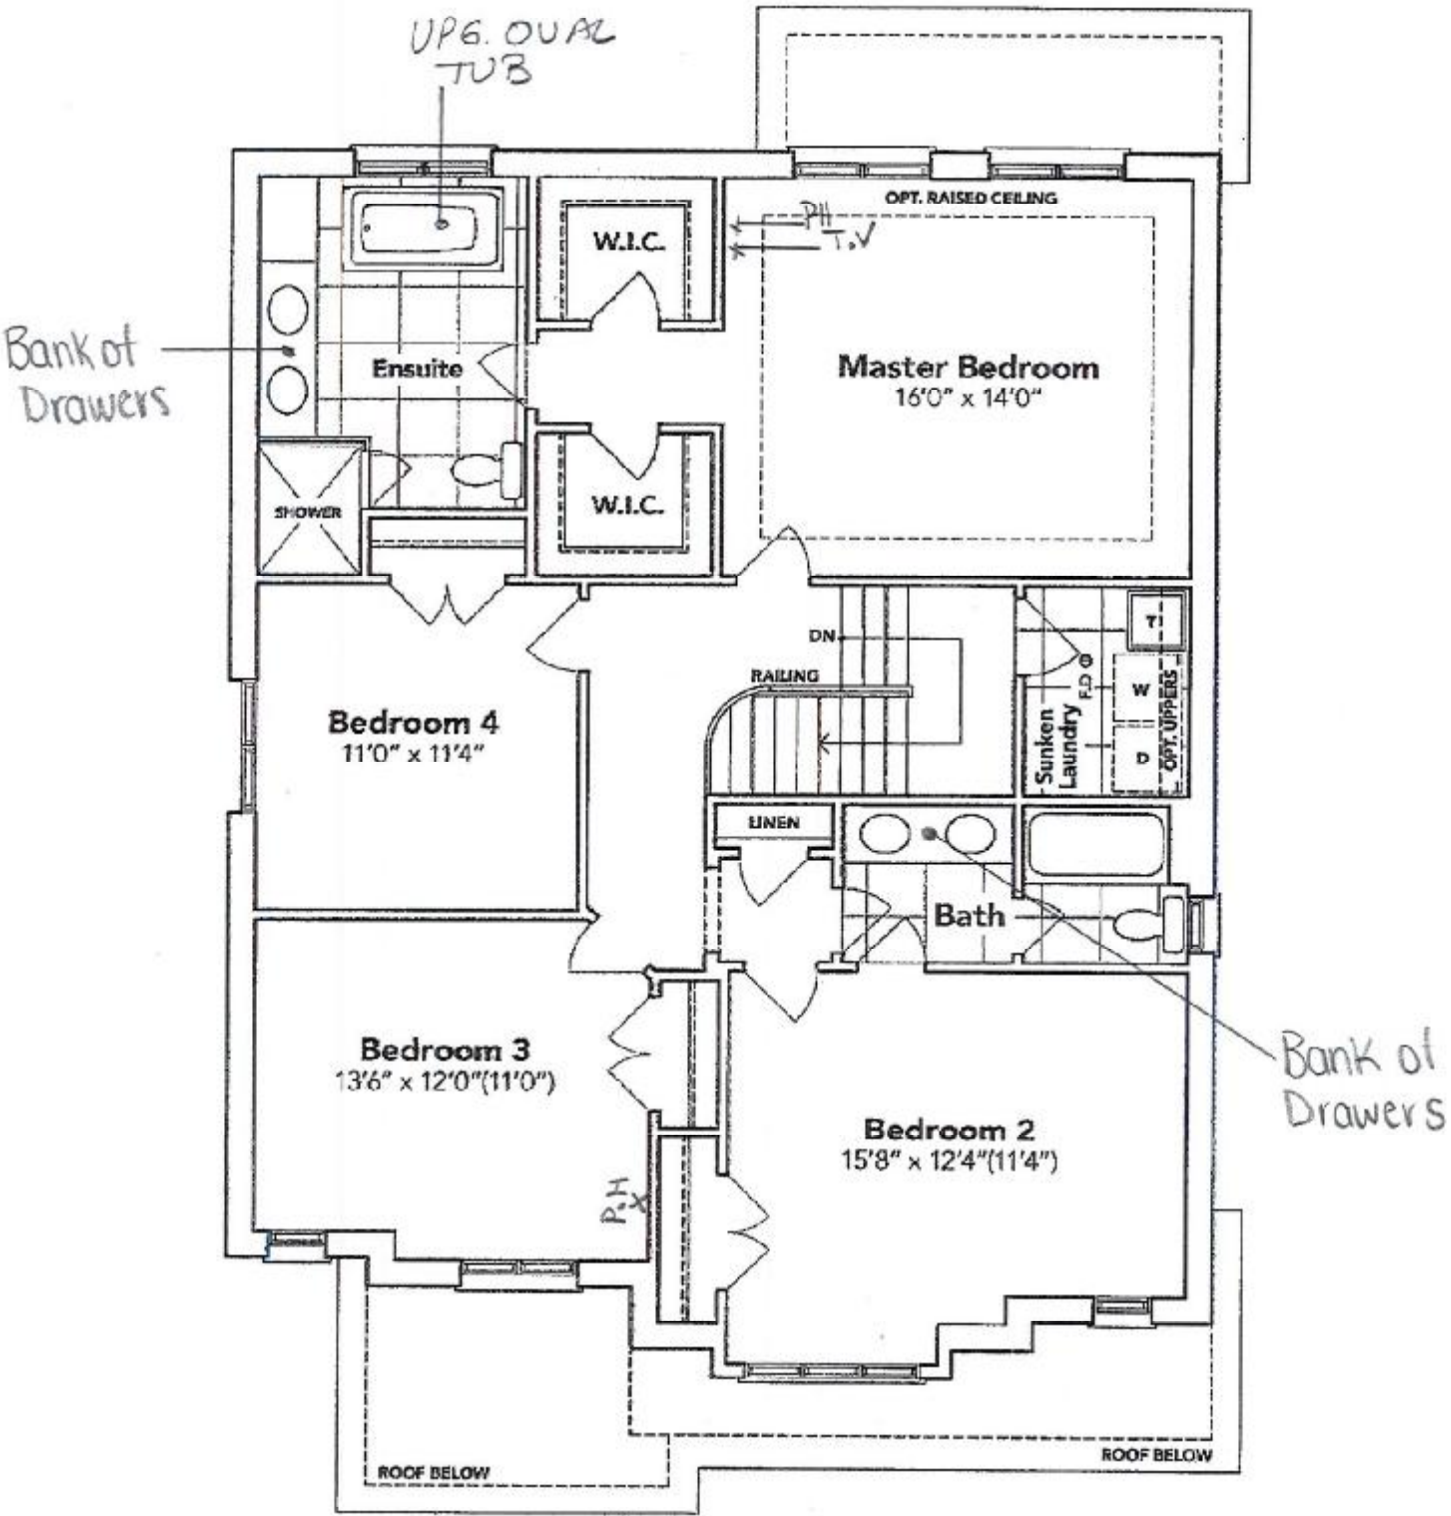 UPG. OVAL
TUB
OPT. RAISED CEILING
W.I.C.
PH
T.V
Bank of
Drawers
Ensuite
Master Bedroom
16'0" x 14'0"
W.I.C.
SHOWER
DN
T
RAILING
F.D
W
OPT. UPPERS
Sunken
Laundry
D
Bedroom 4
11'0" x 11'4"
LINEN
Bath
Bedroom 3
13'6" x 12'0"(11'0")
Bank of
Drawers
Bedroom 2
15'8" x 12'4"(11'4")
P.H
ROOF BELOW
ROOF BELOW